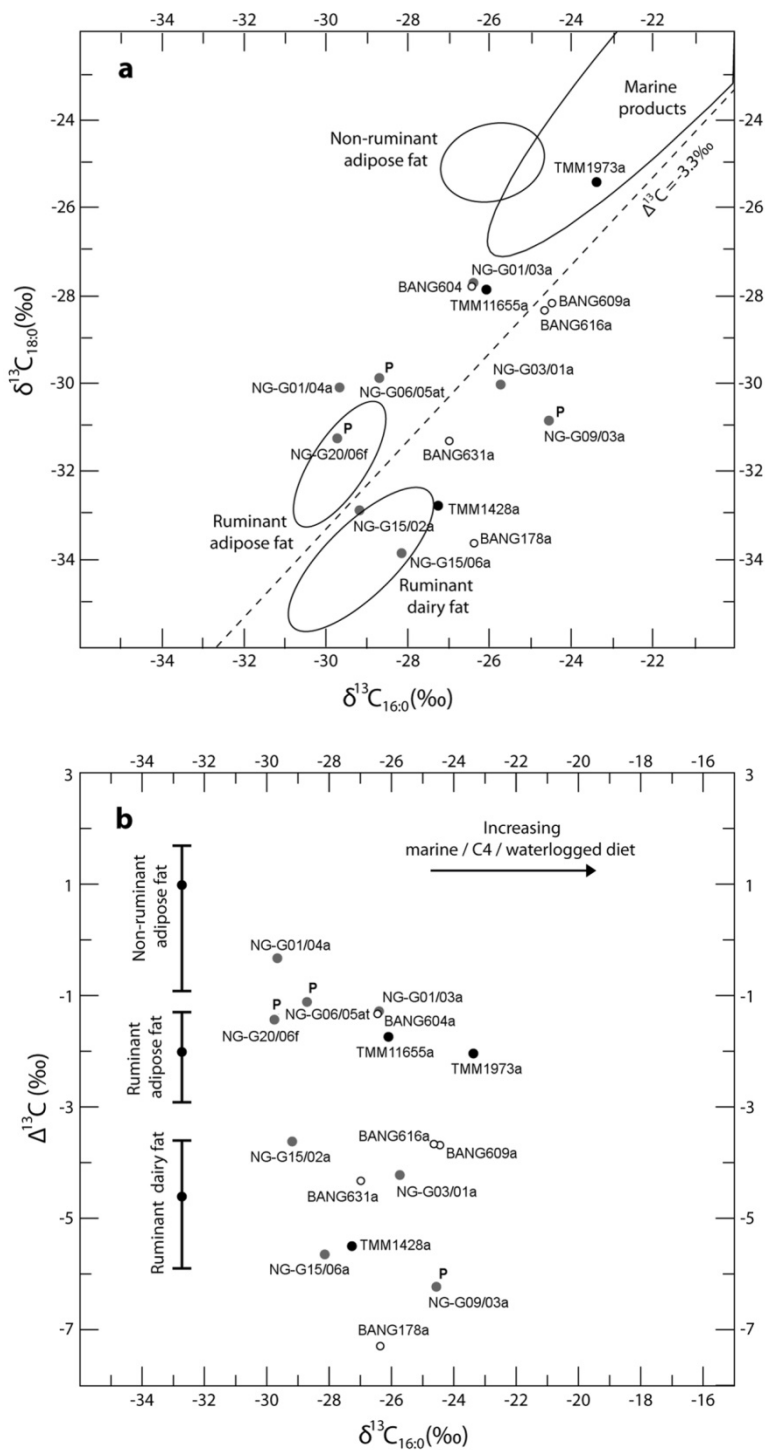 -34 -32 -30 -28 -26 -24 -22
a
Marine
products
Non-ruminant
adipose fat
TMM1973a
Δ¹³C = -3.3‰
-24 -24
-26 -26
NG-G01/03a
BANG604
TMM11655a
BANG609a
BANG616a
-28 -28
δ¹³C₁₈:₀(‰)
P
NG-G01/04a
NG-G06/05at
NG-G03/01a
-30 -30
P
NG-G20/06f
P
NG-G09/03a
BANG631a
-32 -32
Ruminant
adipose fat
NG-G15/02a
TMM1428a
BANG178a
NG-G15/06a
-34 -34
Ruminant
dairy fat
-34 -32 -30 -28 -26 -24 -22
δ¹³C₁₆:₀(‰)
-34 -32 -30 -28 -26 -24 -22 -20 -18 -16
3 3
b
Increasing
marine / C4 / waterlogged diet
Non-ruminant
adipose fat
1 1
NG-G01/04a
-1 -1
P
P
NG-G01/03a
NG-G06/05at
BANG604a
NG-G20/06f
TMM11655a
TMM1973a
Ruminant
adipose fat
Δ¹³C (‰)
-3 -3
BANG616a
NG-G15/02a
BANG609a
BANG631a
NG-G03/01a
Ruminant dairy fat
-5 -5
TMM1428a
NG-G15/06a
P
NG-G09/03a
BANG178a
-7 -7
-34 -32 -30 -28 -26 -24 -22 -20 -18 -16
δ¹³C₁₆:₀(‰)